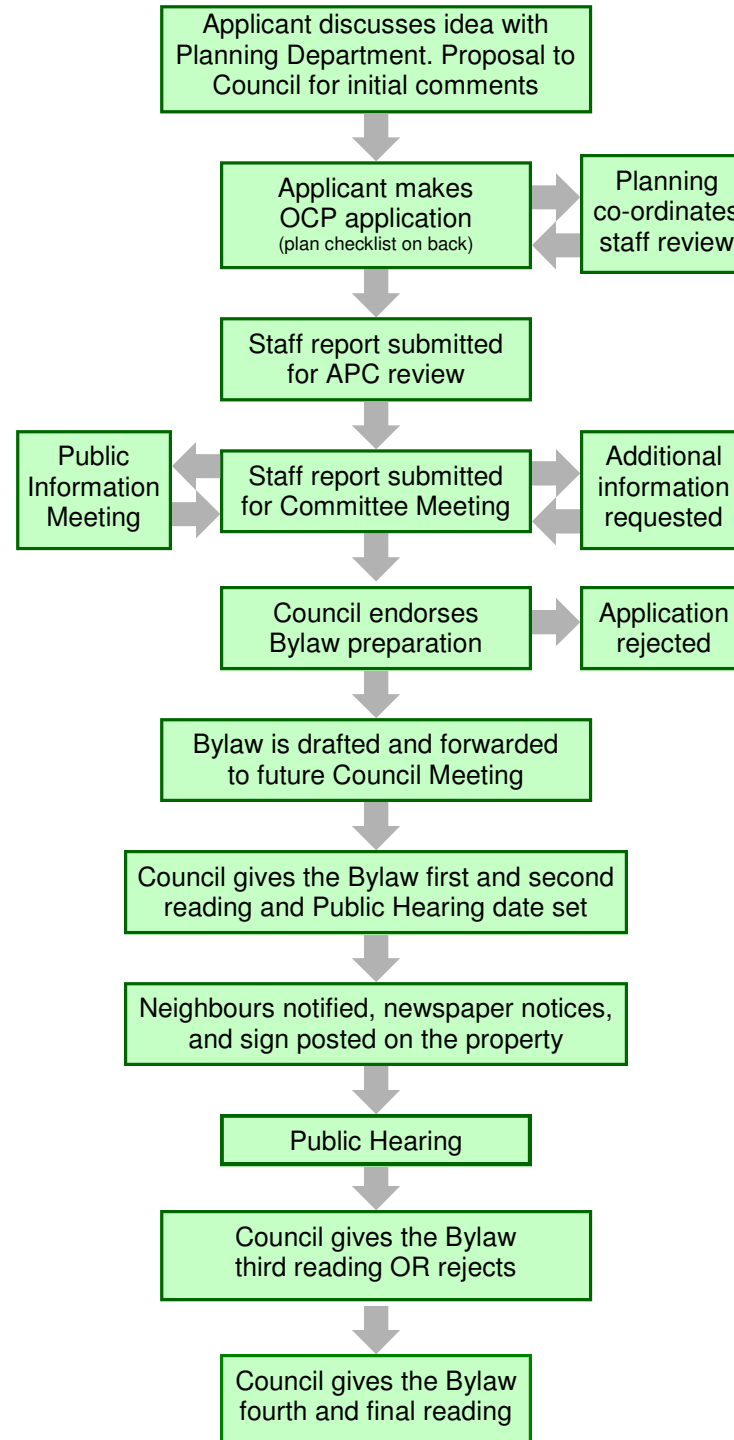 Applicant discusses idea with
Planning Department. Proposal to
Council for initial comments
Applicant makes
OCP application
(plan checklist on back)
Planning
co-ordinates
staff review
Staff report submitted
for APC review
Public
Information
Meeting
Staff report submitted
for Committee Meeting
Additional
information
requested
Council endorses
Bylaw preparation
Application
rejected
Bylaw is drafted and forwarded
to future Council Meeting
Council gives the Bylaw first and second
reading and Public Hearing date set
Neighbours notified, newspaper notices,
and sign posted on the property
Public Hearing
Council gives the Bylaw
third reading OR rejects
Council gives the Bylaw
fourth and final reading